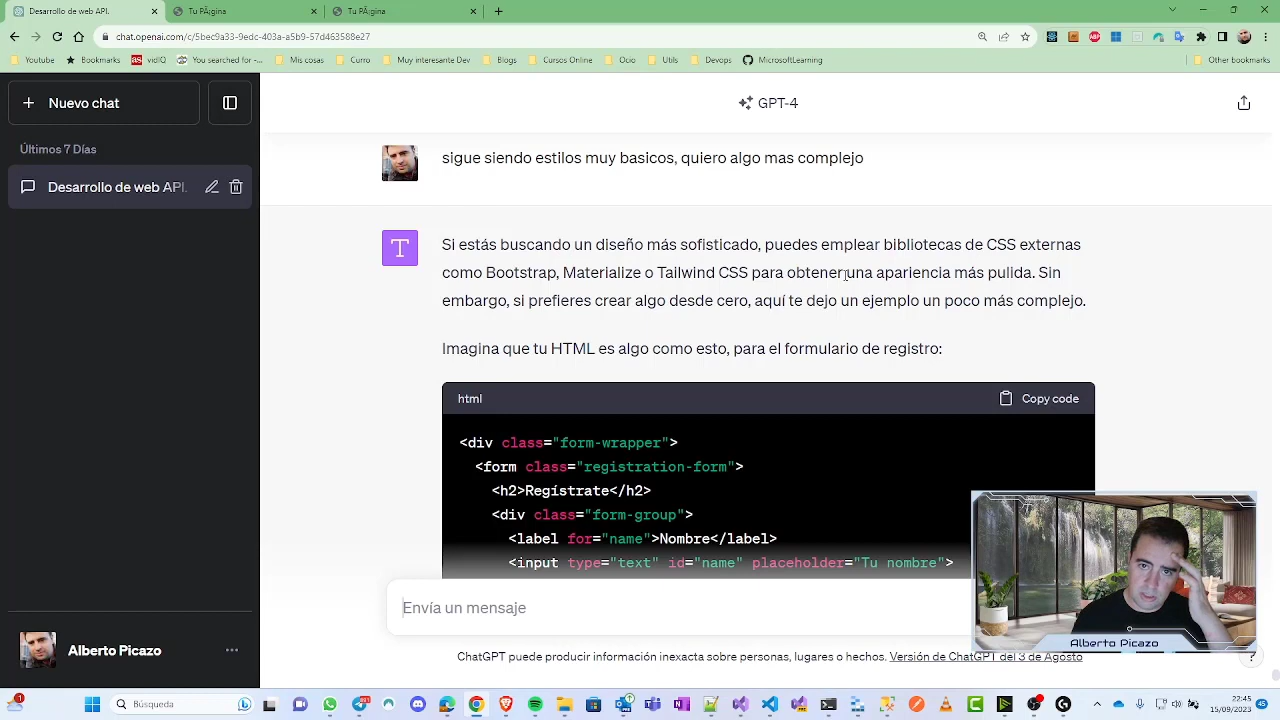 Desarrollo de web API.
Tu PÃgina
Tu PÃgina
chat.openai.com/c/5bec9a33-9edc-403a-a5b9-57d463588e27
Youtube
Bookmarks
vidIQ
You searched for -...
Mis cosas
Curro
Muy interesante Dev
Blogs
Cursos Online
Ocio
Utils
Devops
MicrosoftLearning
Other bookmarks
Nuevo chat
GPT-4
Últimos 7 Días
Desarrollo de web API.
sigue siendo estilos muy basicos, quiero algo mas complejo
Si estás buscando un diseño más sofisticado, puedes emplear bibliotecas de CSS externas
como Bootstrap, Materialize o Tailwind CSS para obtener una apariencia más pulida. Sin
embargo, si prefieres crear algo desde cero, aquí te dejo un ejemplo un poco más complejo.
Imagina que tu HTML es algo como esto, para el formulario de registro:
html
Copy code
<div class="form-wrapper">
<form class="registration-form">
<h2>Regístrate</h2>
<div class="form-group">
<label for="name">Nombre</label>
<input type="text" id="name" placeholder="Tu nombre">
Envía un mensaje
Alberto Picazo
Alberto Picazo
ChatGPT puede producir información inexacta sobre personas, lugares o hechos. Versión de ChatGPT del 3 de Agosto
Búsqueda
22:45
15/09/2023